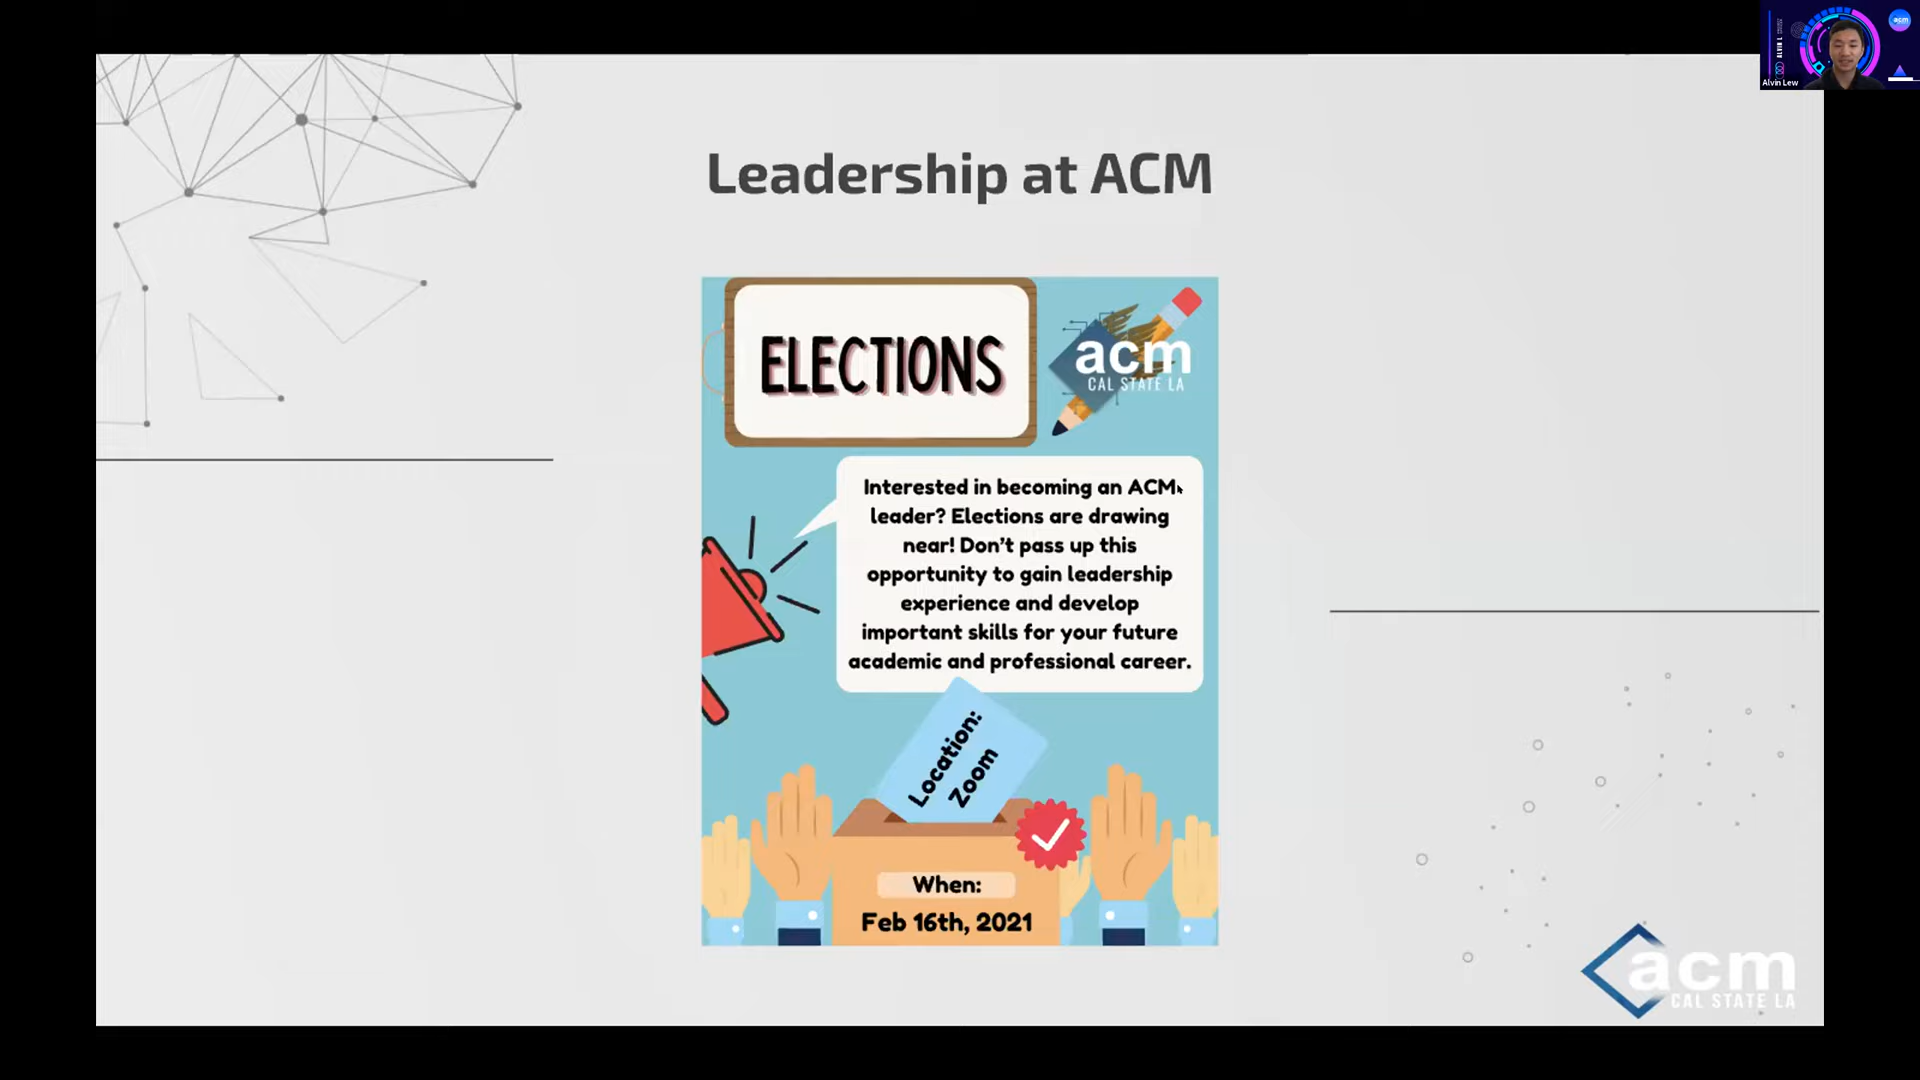 Alvin Lew
acm
Leadership at ACM
ELECTIONS
acm
CAL STATE LA
Interested in becoming an ACM
leader? Elections are drawing
near! Don't pass up this
opportunity to gain leadership
experience and develop
important skills for your future
academic and professional career.
Location:
Zoom
When:
Feb 16th, 2021
acm
CAL STATE LA